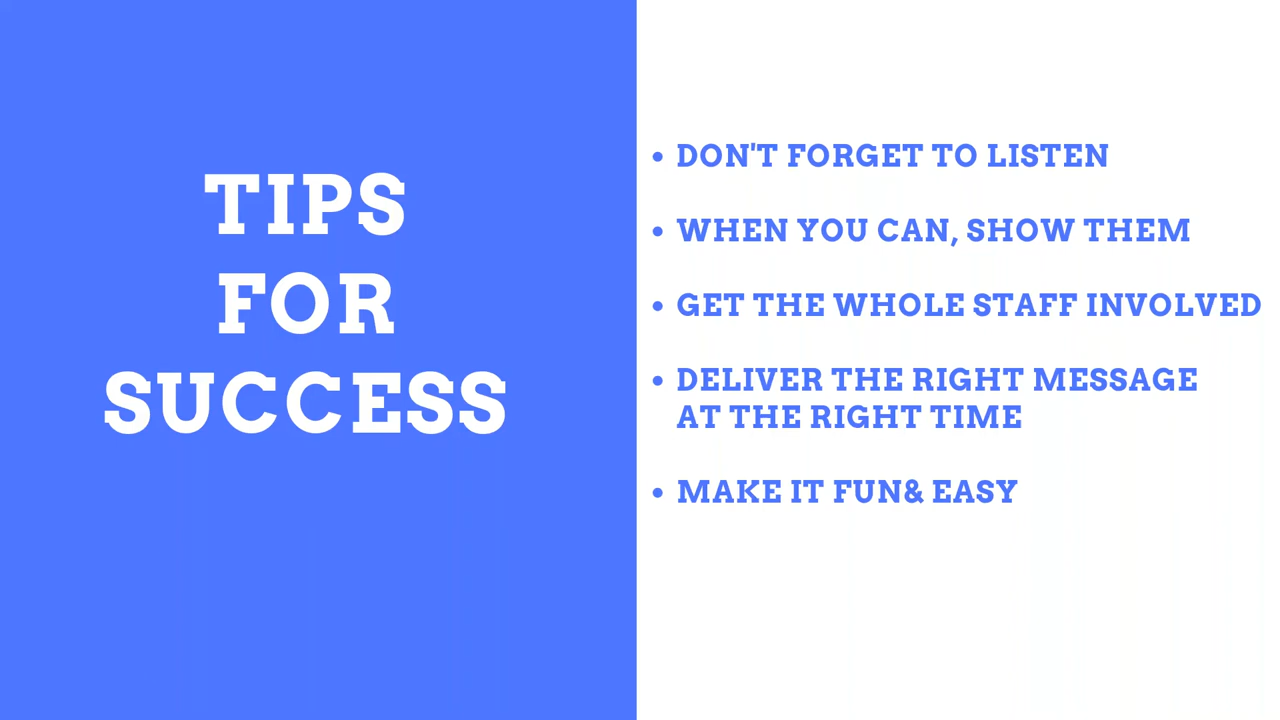 TIPS
FOR
SUCCESS
• DON'T FORGET TO LISTEN
• WHEN YOU CAN, SHOW THEM
• GET THE WHOLE STAFF INVOLVED
• DELIVER THE RIGHT MESSAGE
AT THE RIGHT TIME
• MAKE IT FUN& EASY